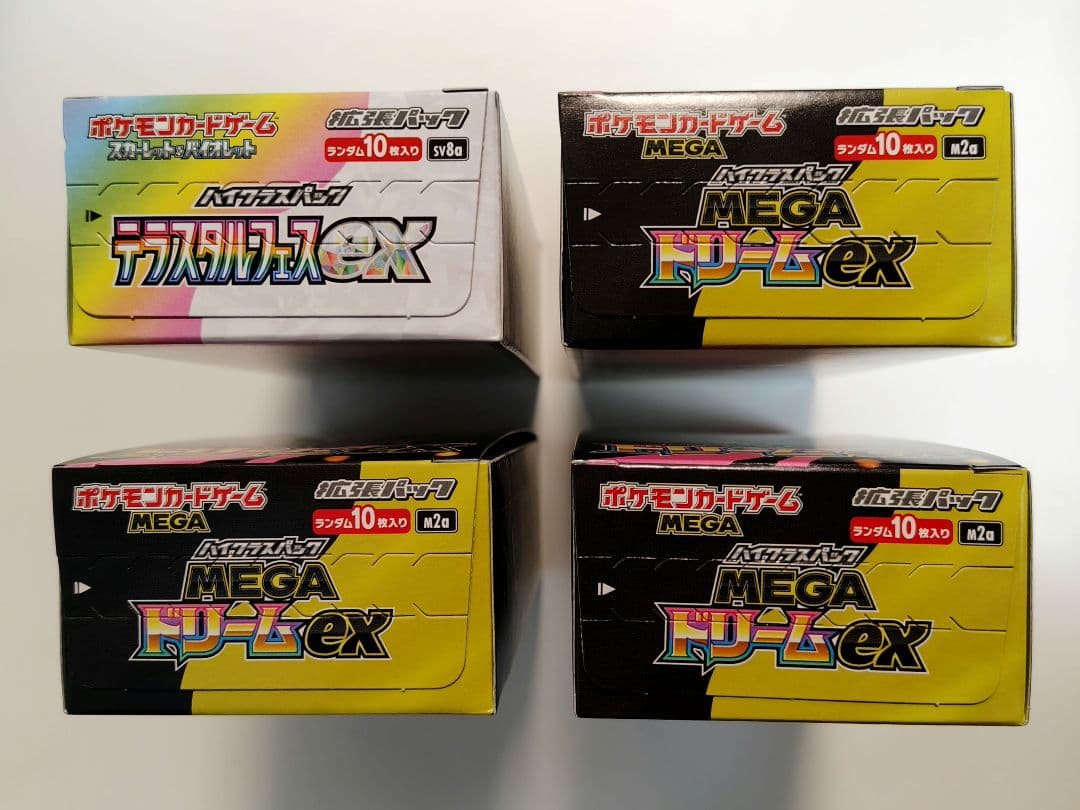 ポケモンカードゲーム
スカーレット&バイオレット
拡張パック
ランダム10枚入り
sv8a
ハイクラスパック
テラスタルフェスex
ポケモンカードゲーム
MEGA
拡張パック
ランダム10枚入り
M2a
ハイクラスパック
MEGA
ドリームex
ポケモンカードゲーム
MEGA
拡張パック
ランダム10枚入り
M2a
ハイクラスパック
MEGA
ドリームex
ポケモンカードゲーム
MEGA
拡張パック
ランダム10枚入り
M2a
ハイクラスパック
MEGA
ドリームex